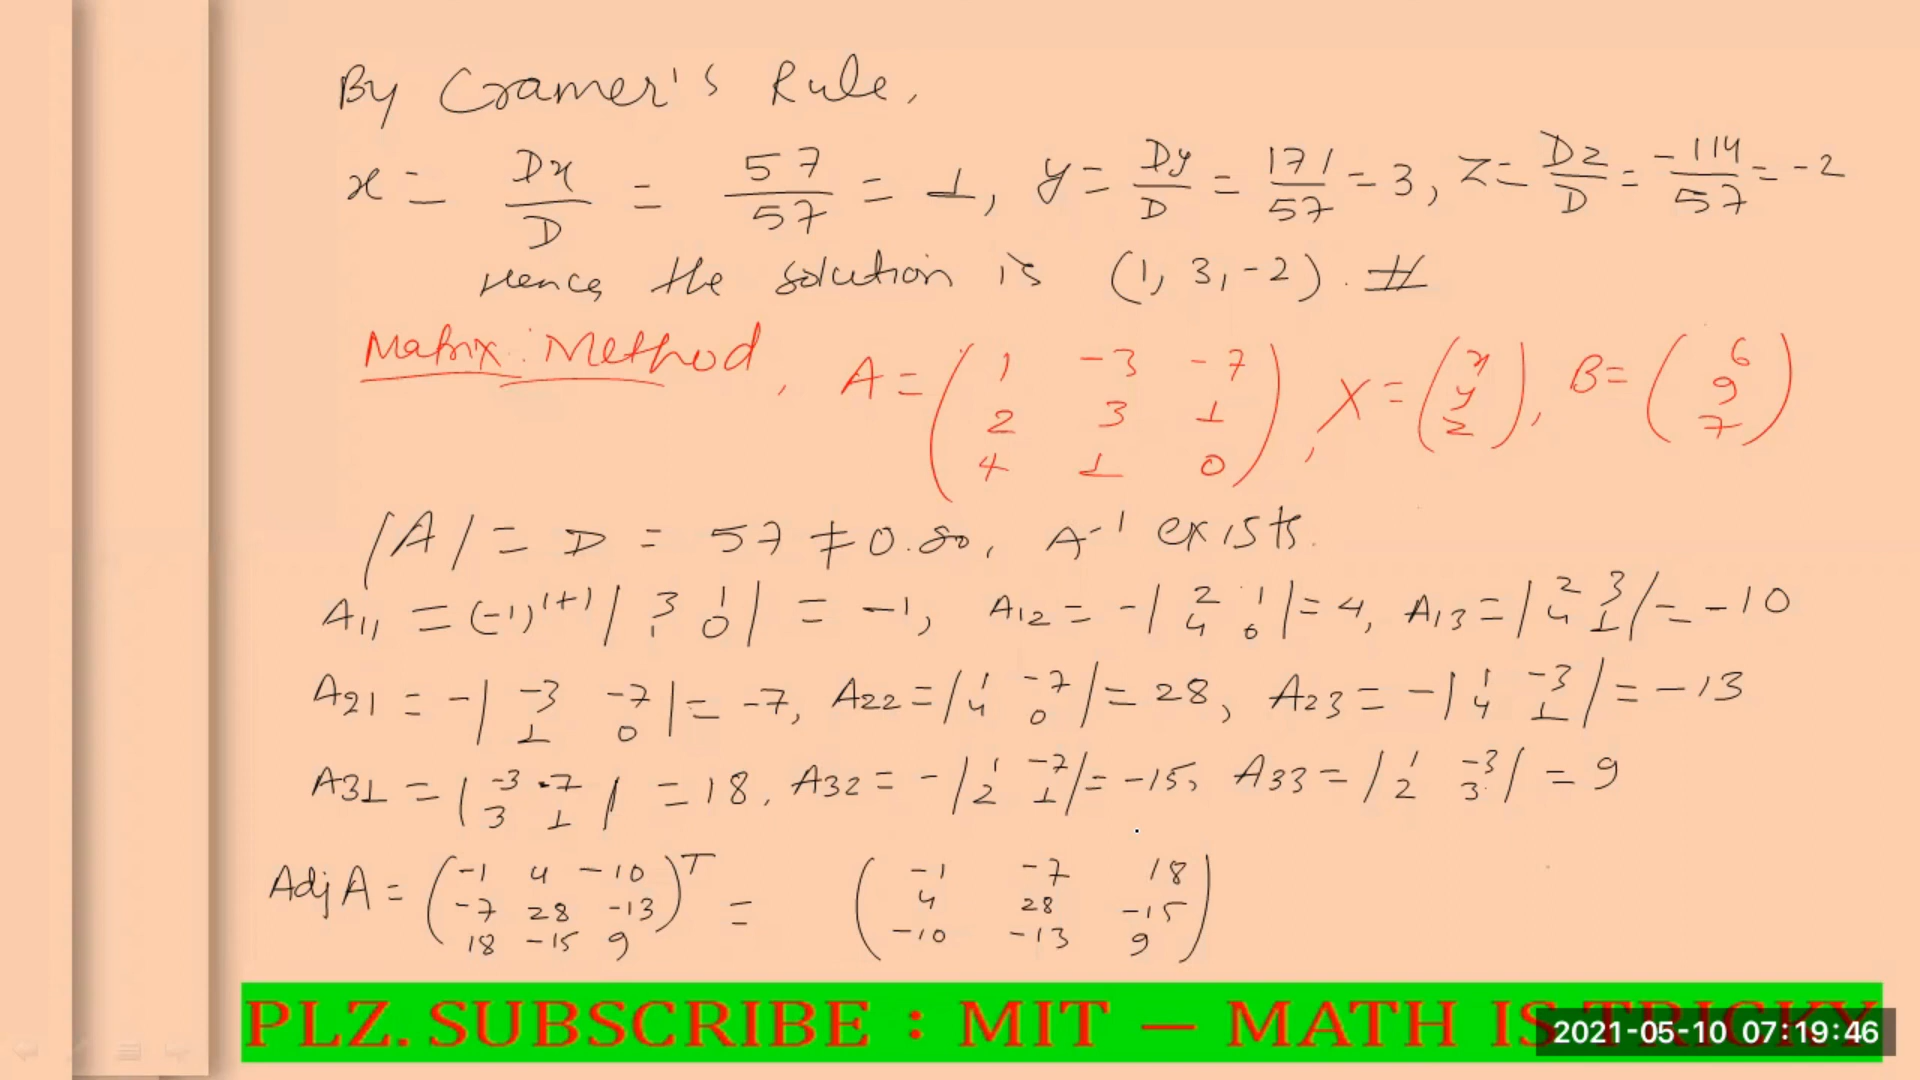 By Cramer's Rule,
x = Dx/D = 57/57 = 1, y = Dy/D = 171/57 = 3, z = Dz/D = -114/57 = -2
Hence the solution is (1, 3, -2). #
Matrix Method, A = ( 1 -3 -7 ; 2 3 1 ; 4 1 0 ), X = ( x ; y ; z ), B = ( 6 ; 9 ; 7 )
|A| = D = 57 ≠ 0. So, A⁻¹ exists.
A11 = (-1)^(1+1) | 3 1 ; 1 0 | = -1, A12 = -| 2 1 ; 4 0 | = 4, A13 = | 2 3 ; 4 1 | = -10
A21 = -| -3 -7 ; 1 0 | = -7, A22 = | 1 -7 ; 4 0 | = 28, A23 = -| 1 -3 ; 4 1 | = -13
A31 = | -3 -7 ; 3 1 | = 18, A32 = -| 1 -7 ; 2 1 | = -15, A33 = | 1 -3 ; 2 3 | = 9
Adj A = ( -1 4 -10 ; -7 28 -13 ; 18 -15 9 )^T = ( -1 -7 18 ; 4 28 -15 ; -10 -13 9 )
PLZ. SUBSCRIBE : MIT – MATH IS TRICKY
2021-05-10 07:19:46